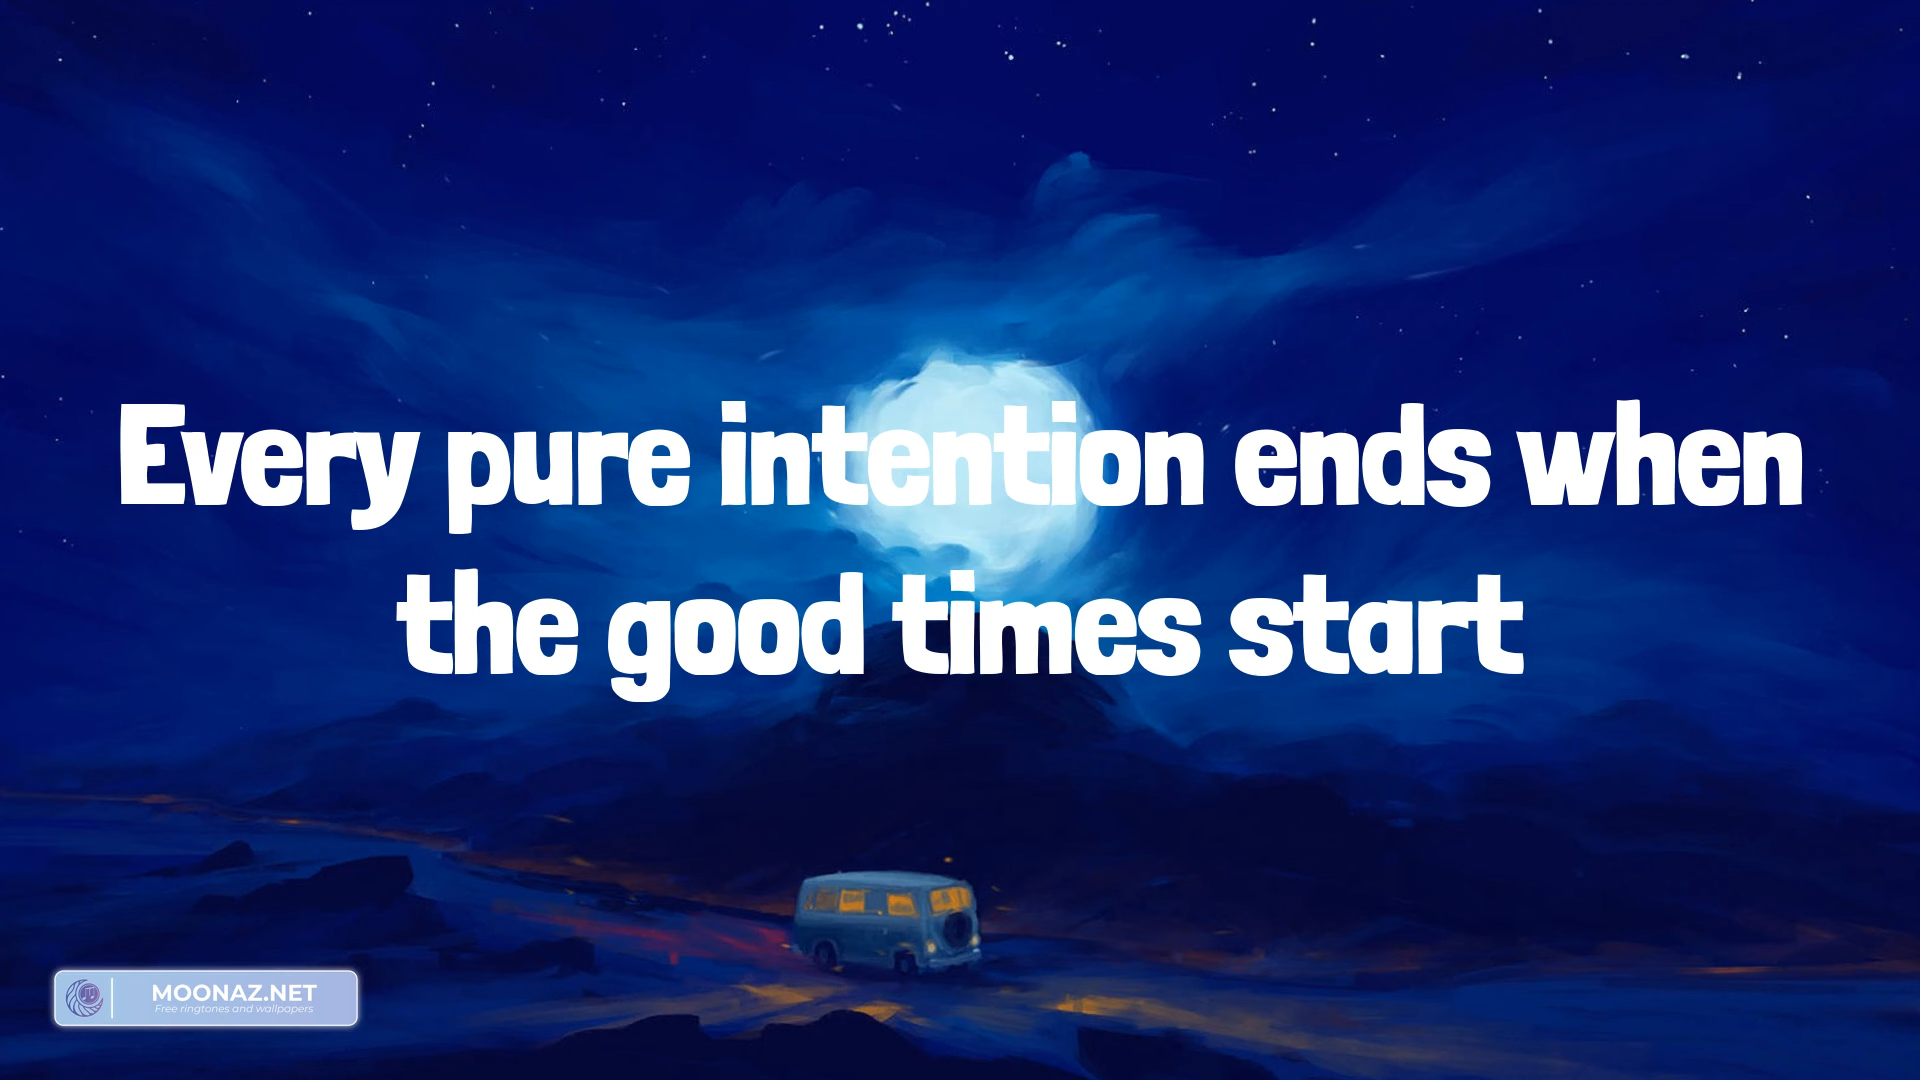 Every pure intention ends when
the good times start
MOONAZ.NET
Free ringtones and wallpapers